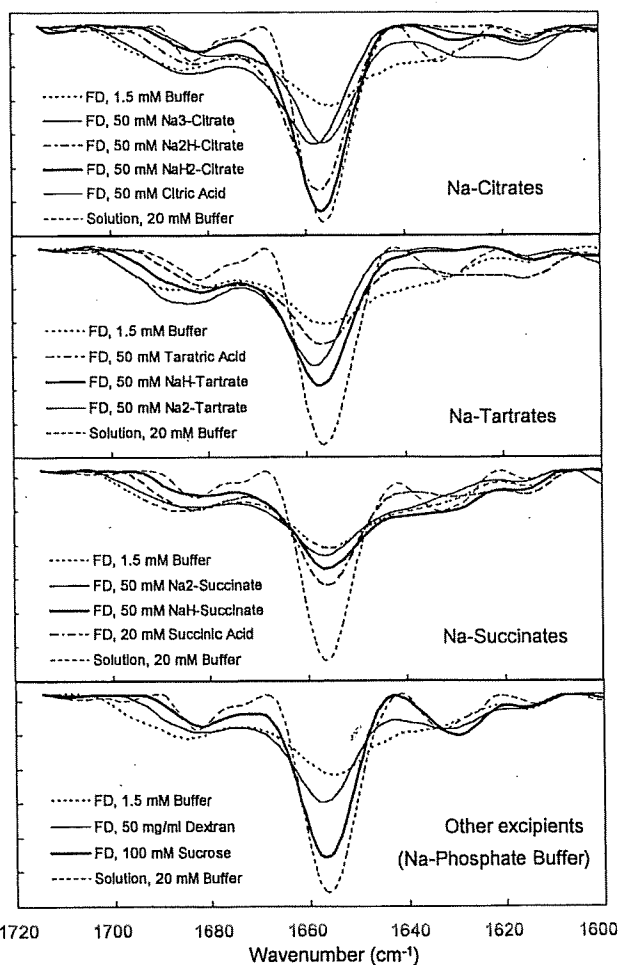 FD, 1.5 mM Buffer
FD, 50 mM Na3-Citrate
FD, 50 mM Na2H-Citrate
FD, 50 mM NaH2-Citrate
FD, 50 mM Citric Acid
Solution, 20 mM Buffer
Na-Citrates
FD, 1.5 mM Buffer
FD, 50 mM Taratric Acid
FD, 50 mM NaH-Tartrate
FD, 50 mM Na2-Tartrate
Solution, 20 mM Buffer
Na-Tartrates
FD, 1.5 mM Buffer
FD, 50 mM Na2-Succinate
FD, 50 mM NaH-Succinate
FD, 20 mM Succinic Acid
Solution, 20 mM Buffer
Na-Succinates
FD, 1.5 mM Buffer
FD, 50 mg/ml Dextran
FD, 100 mM Sucrose
Solution, 20 mM Buffer
Other excipients
(Na-Phosphate Buffer)
1720 1700 1680 1660 1640 1620 1600
Wavenumber (cm-1)